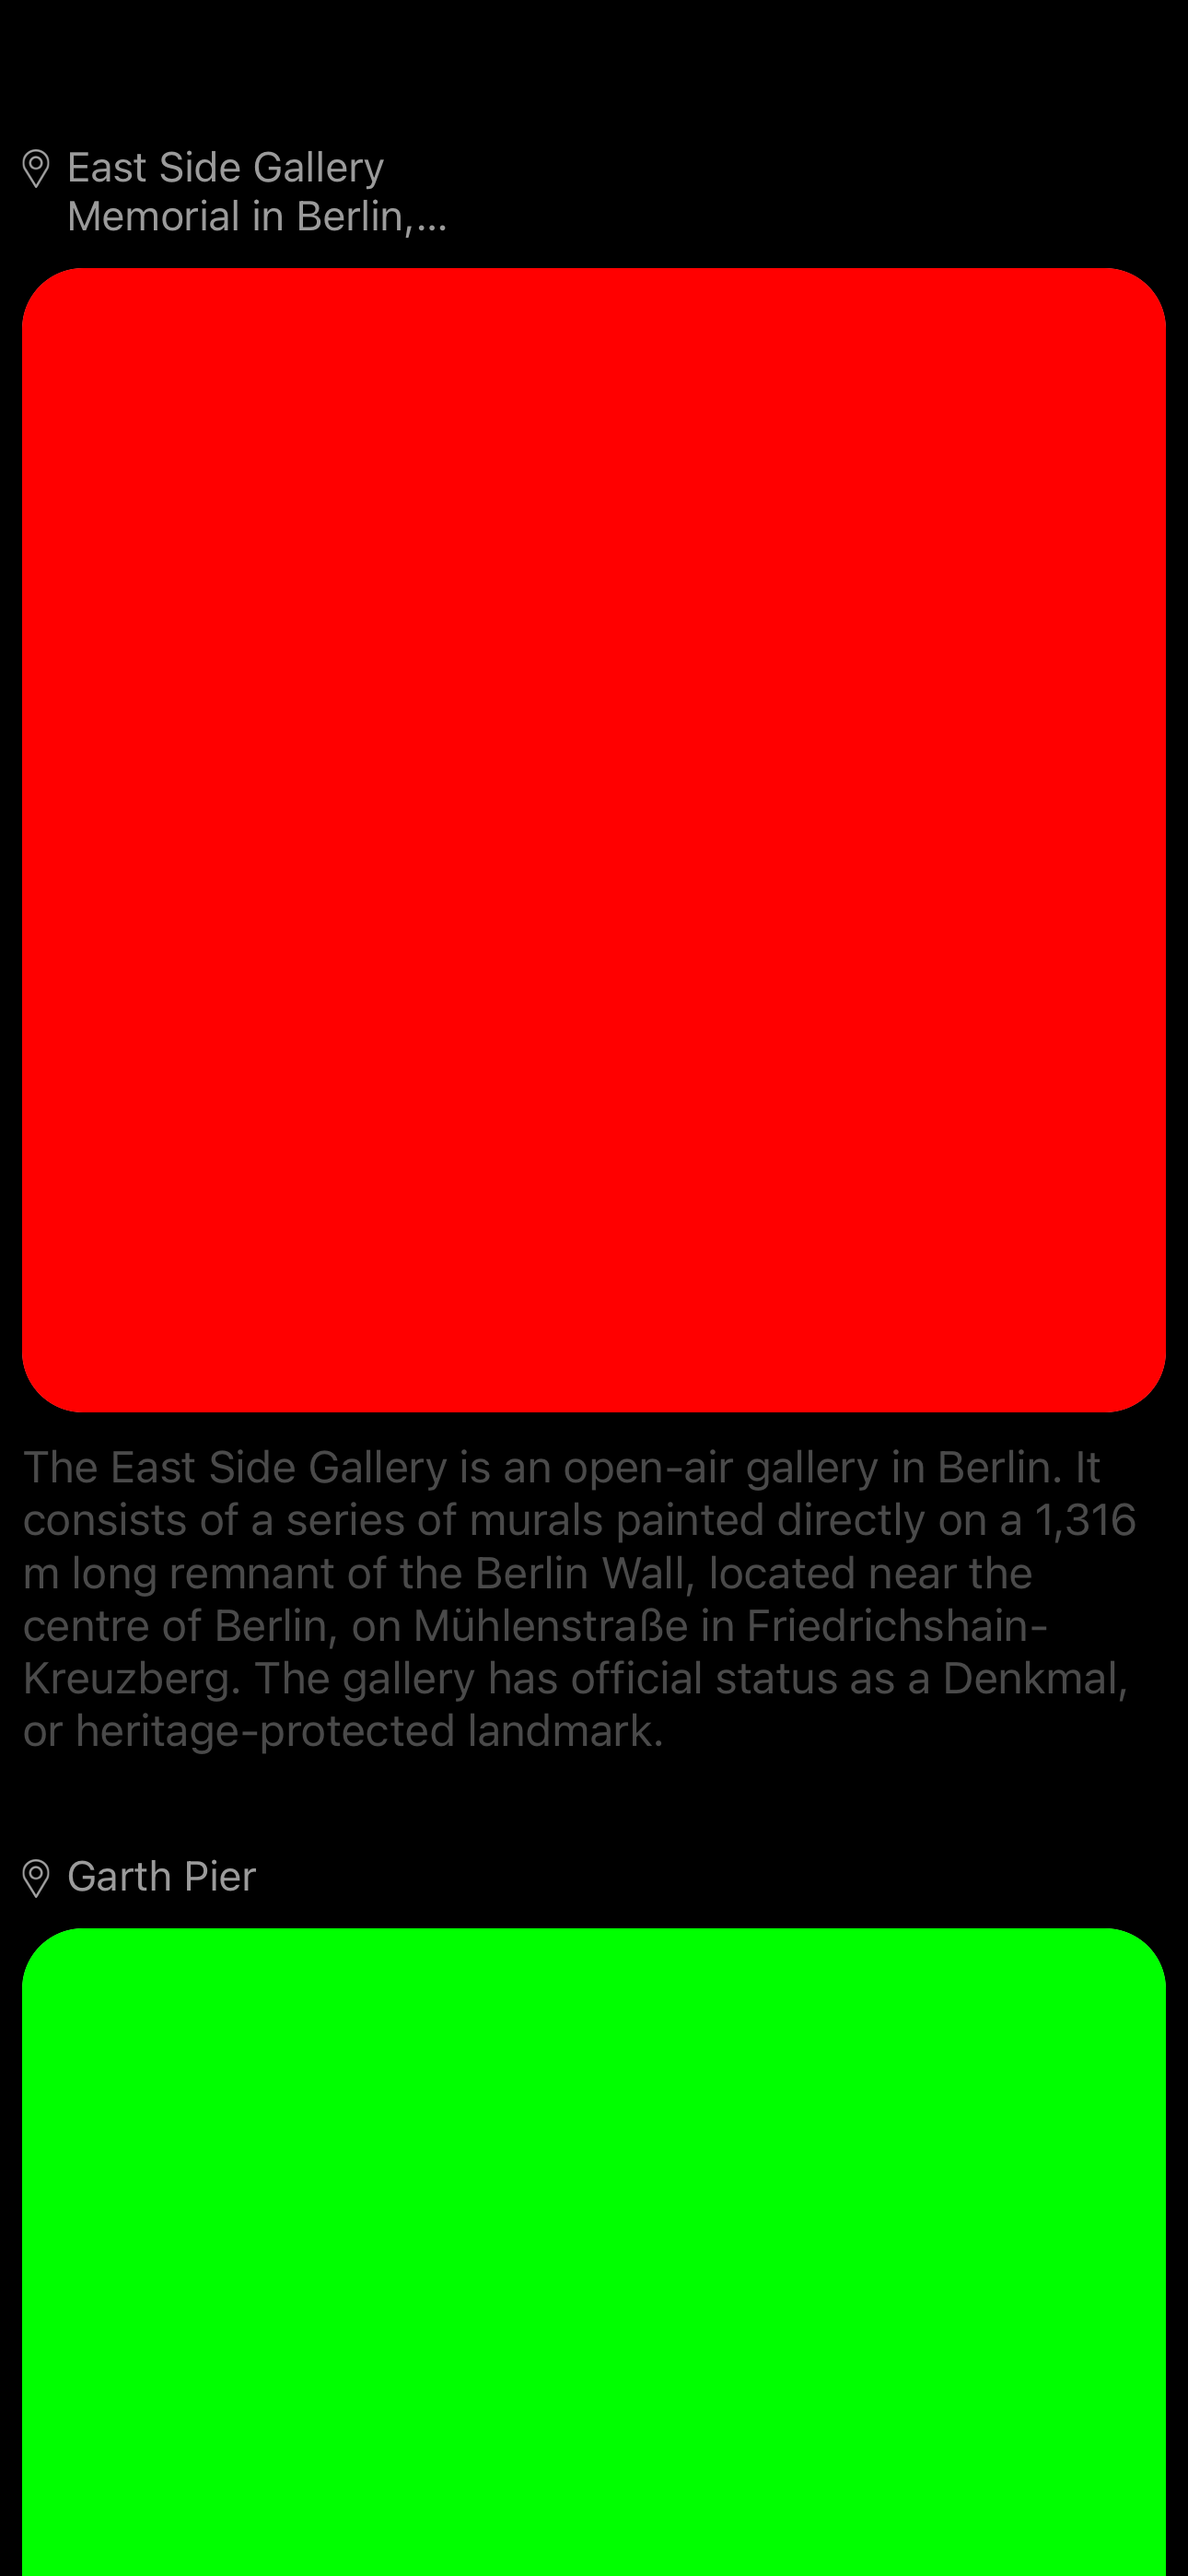 East Side Gallery
Memorial in Berlin,...
The East Side Gallery is an open-air gallery in Berlin. It
consists of a series of murals painted directly on a 1,316
m long remnant of the Berlin Wall, located near the
centre of Berlin, on Mühlenstraße in Friedrichshain-
Kreuzberg. The gallery has official status as a Denkmal,
or heritage-protected landmark.
Garth Pier